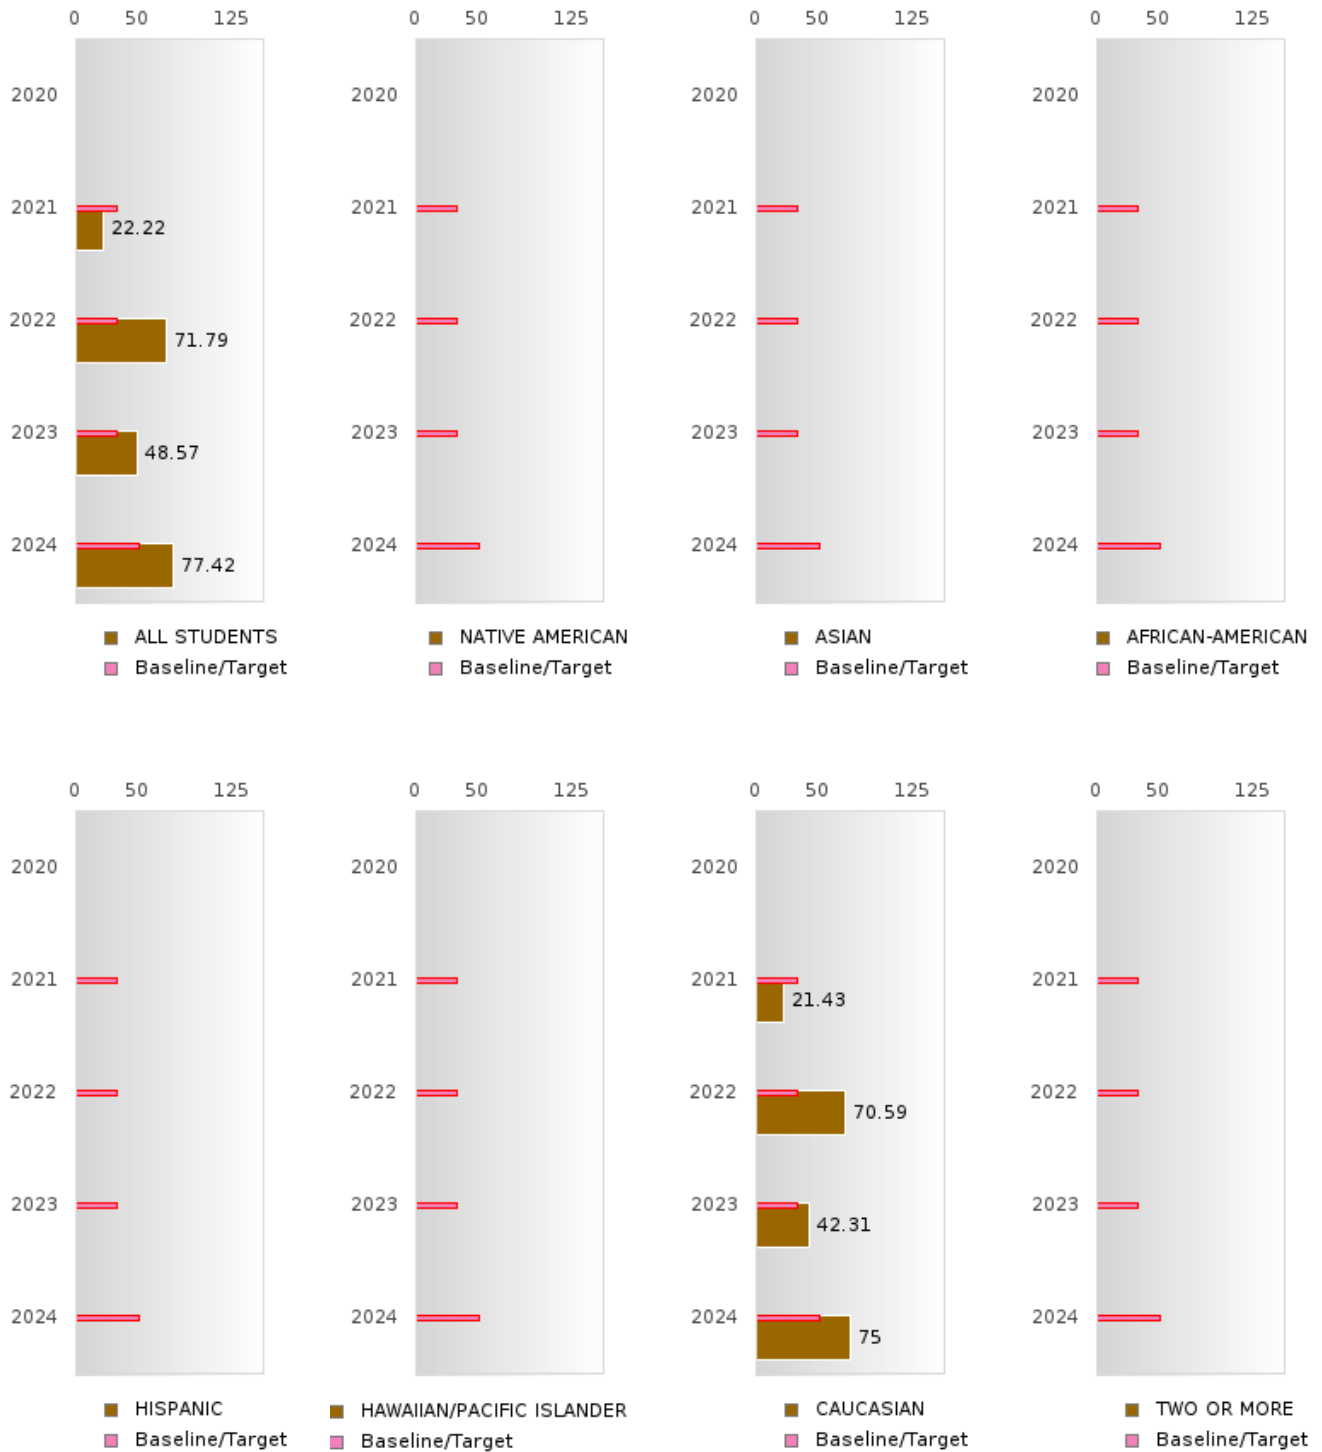 0 50 125 0 50 125 0 50 125 0 50 125
2020 2020 2020 2020
2021 22.22 2021 2021 2021
2022 71.79 2022 2022 2022
2023 48.57 2023 2023 2023
2024 77.42 2024 2024 2024
ALL STUDENTS NATIVE AMERICAN ASIAN AFRICAN-AMERICAN
Baseline/Target Baseline/Target Baseline/Target Baseline/Target
0 50 125 0 50 125 0 50 125 0 50 125
2020 2020 2020 2020
2021 2021 2021 21.43 2021
2022 2022 2022 70.59 2022
2023 2023 2023 42.31 2023
2024 2024 2024 75 2024
HISPANIC HAWAIIAN/PACIFIC ISLANDER CAUCASIAN TWO OR MORE
Baseline/Target Baseline/Target Baseline/Target Baseline/Target